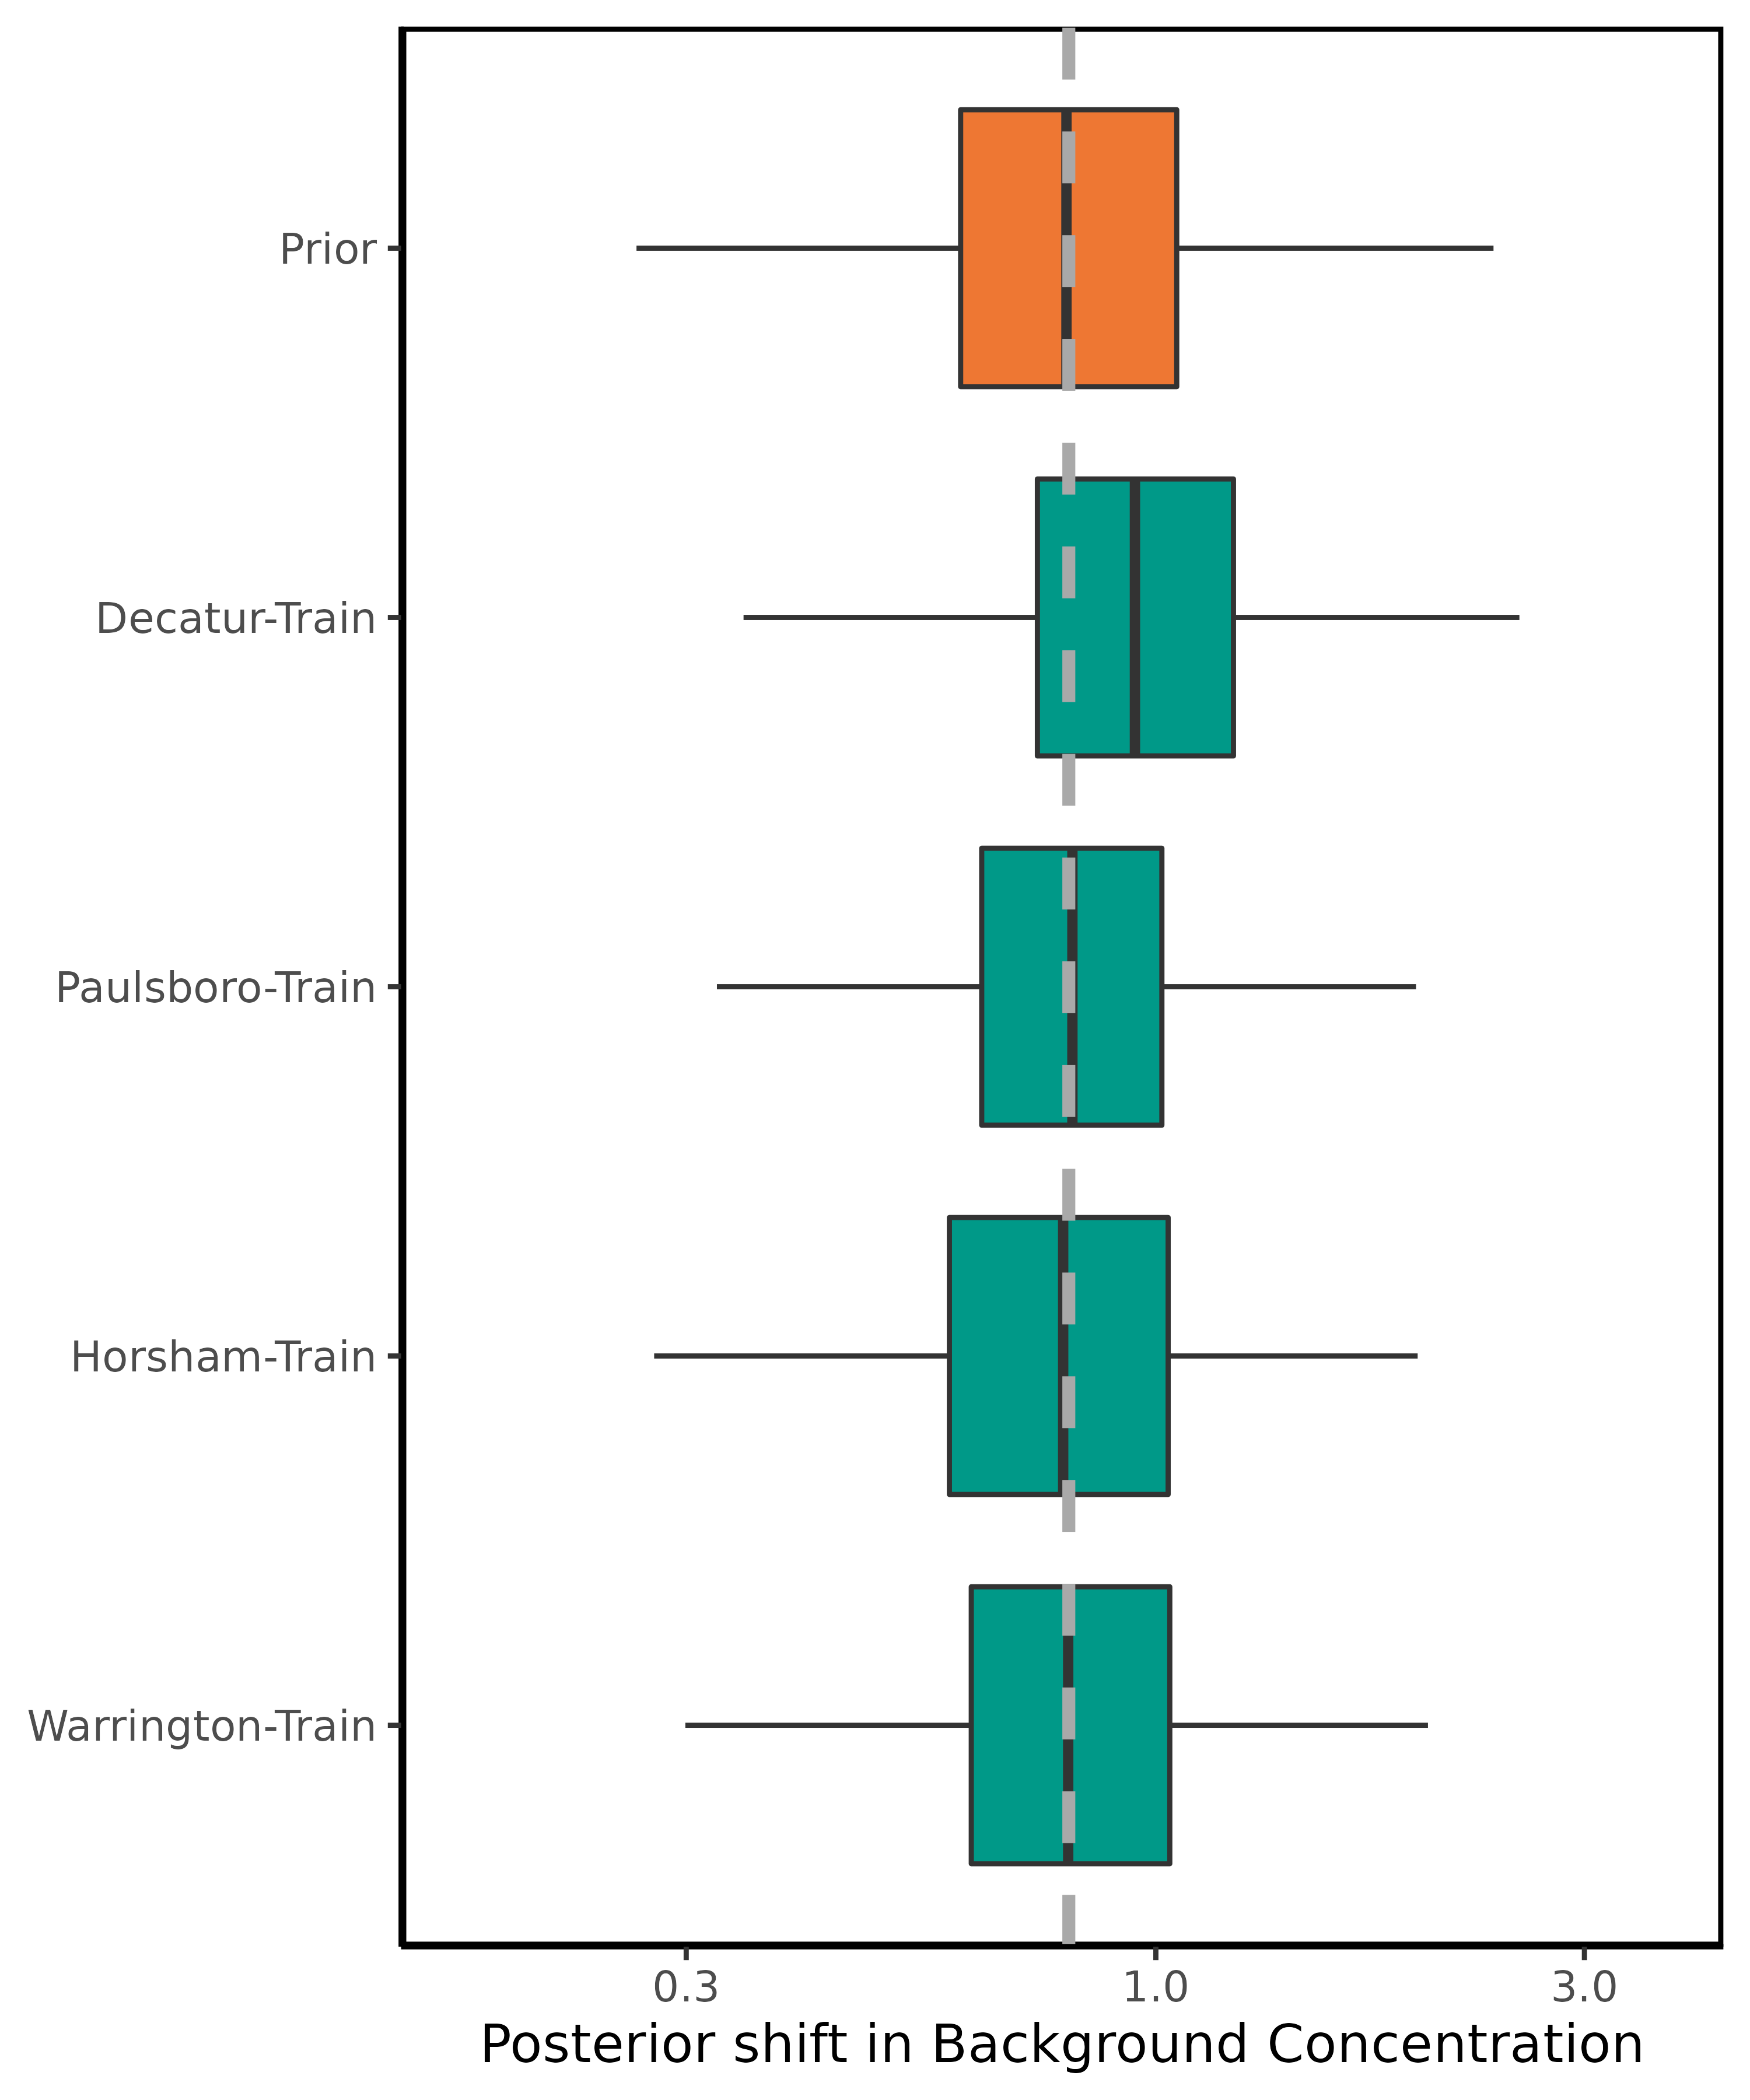 Prior
Decatur-Train
Paulsboro-Train
Horsham-Train
Warrington-Train
0.3 1.0 3.0
Posterior shift in Background Concentration